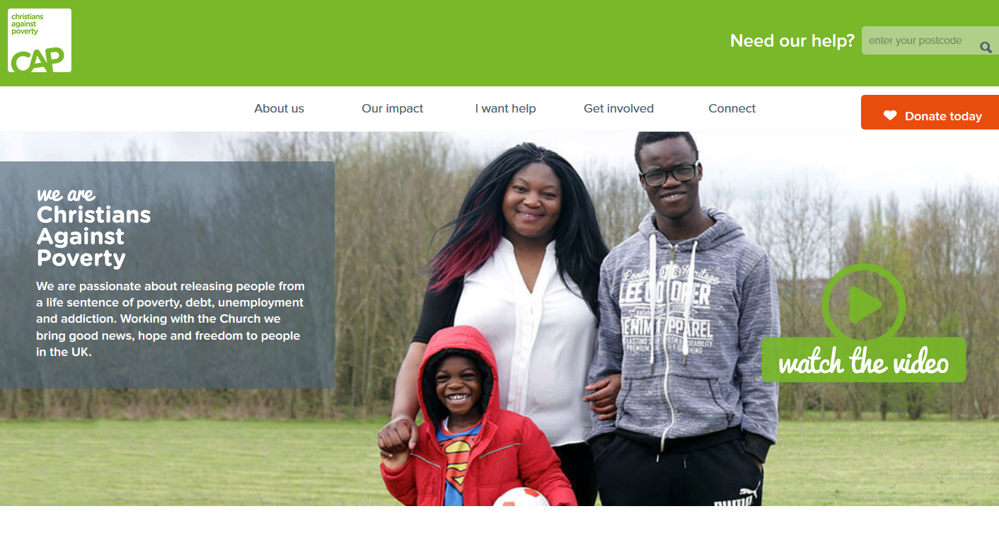 christians
against
poverty
CAP
Need our help?
enter your postcode
About us
Our impact
I want help
Get involved
Connect
Donate today
we are
Christians
Against
Poverty
We are passionate about releasing people from
a life sentence of poverty, debt, unemployment
and addiction. Working with the Church we
bring good news, hope and freedom to people
in the UK.
London
Heritage
LEE COOPER
DENIM APPAREL
LASTING
PREMIUM
watch the video
PUMA